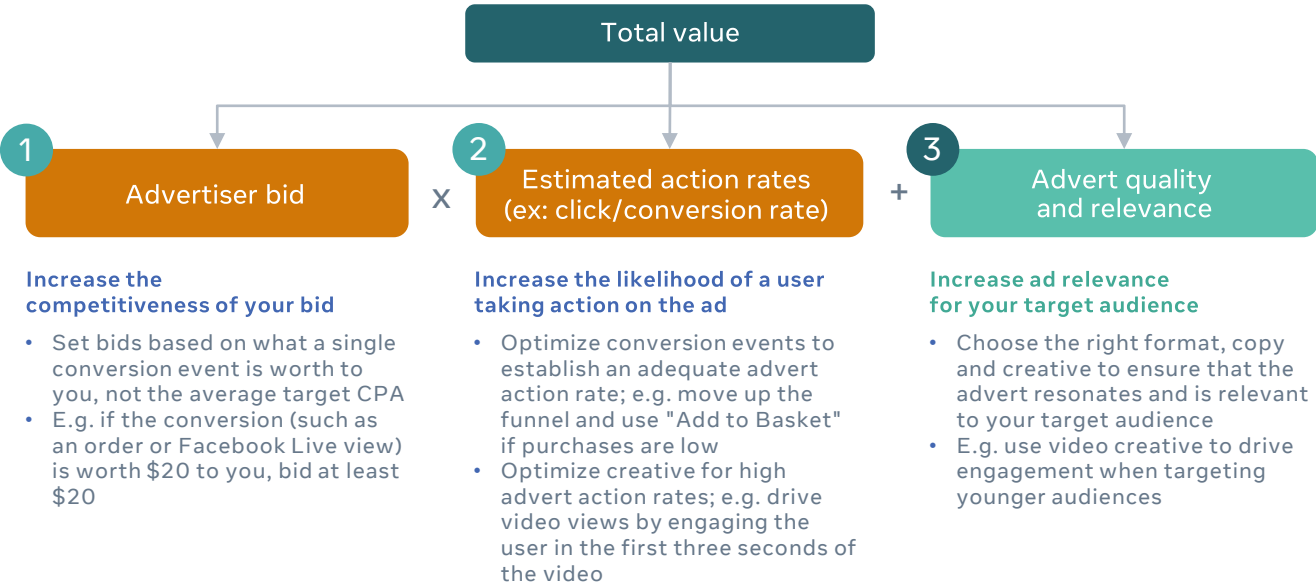 Total value
1
Advertiser bid
x
2
Estimated action rates
(ex: click/conversion rate)
+
3
Advert quality
and relevance
Increase the
competitiveness of your bid
• Set bids based on what a single
conversion event is worth to
you, not the average target CPA
• E.g. if the conversion (such as
an order or Facebook Live view)
is worth $20 to you, bid at least
$20
Increase the likelihood of a user
taking action on the ad
• Optimize conversion events to
establish an adequate advert
action rate; e.g. move up the
funnel and use "Add to Basket"
if purchases are low
• Optimize creative for high
advert action rates; e.g. drive
video views by engaging the
user in the first three seconds of
the video
Increase ad relevance
for your target audience
• Choose the right format, copy
and creative to ensure that the
advert resonates and is relevant
to your target audience
• E.g. use video creative to drive
engagement when targeting
younger audiences